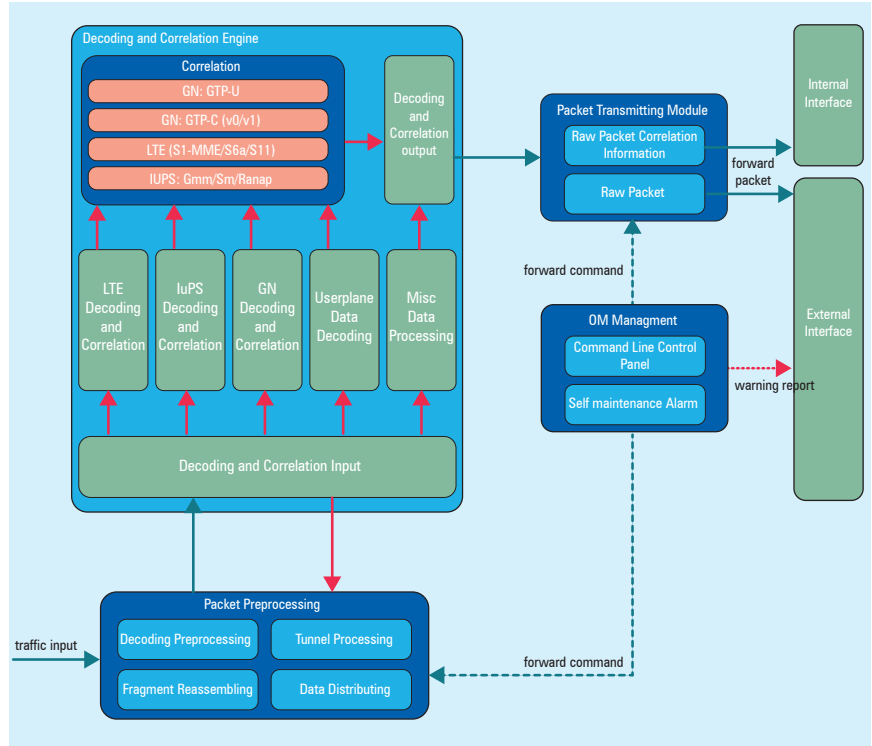 Decoding and Correlation Engine
Correlation
GN: GTP-U
GN: GTP-C (v0/v1)
LTE (S1-MME/S6a/S11)
IUPS: Gmm/Sm/Ranap
Decoding
and
Correlation
output
LTE
Decoding
and
Correlation
IuPS
Decoding
and
Correlation
GN
Decoding
and
Correlation
Userplane
Data
Decoding
Misc
Data
Processing
Decoding and Correlation Input
Packet Transmitting Module
Raw Packet Correlation
Information
Raw Packet
forward
packet
Internal
Interface
External
Interface
forward command
OM Managment
Command Line Control
Panel
Self maintenance Alarm
warning report
traffic input
Packet Preprocessing
Decoding Preprocessing
Tunnel Processing
Fragment Reassembling
Data Distributing
forward command